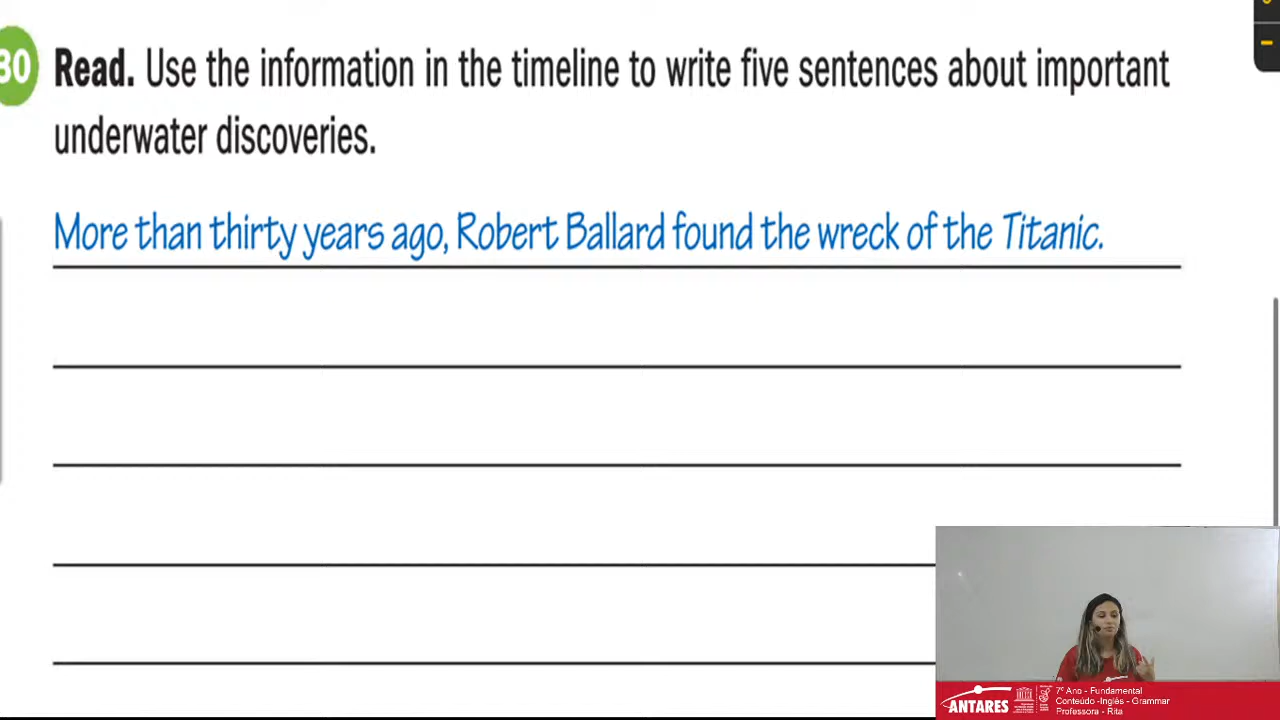 30 Read. Use the information in the timeline to write five sentences about important
underwater discoveries.
More than thirty years ago, Robert Ballard found the wreck of the Titanic.
ANTARES
7º Ano - Fundamental
Conteúdo -Inglês - Grammar
Professora - Rita